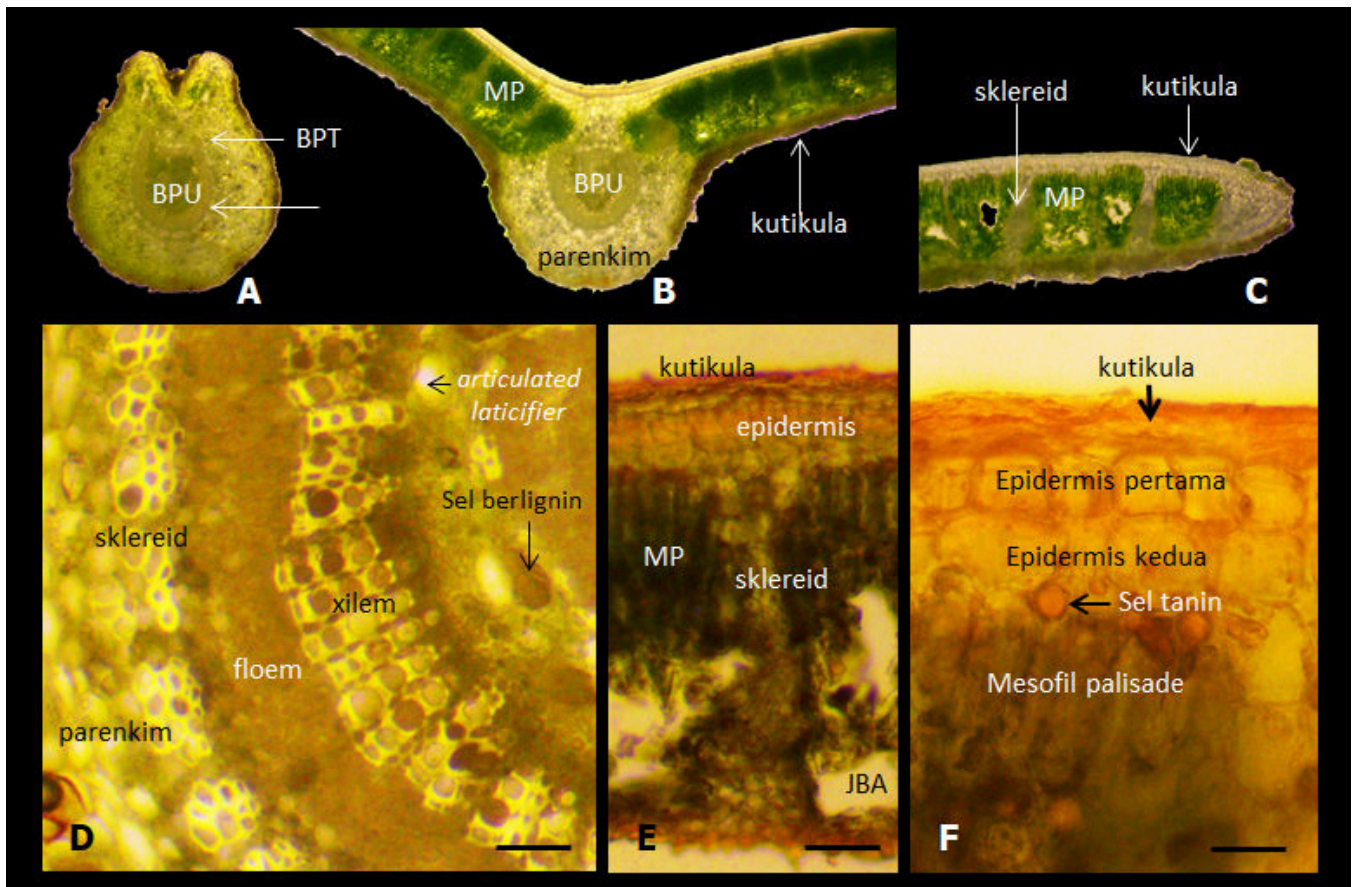 BPT
BPU
A
MP
BPU
kutikula
parenkim
B
sklereid
kutikula
MP
C
articulated
laticifier
Sel berlignin
sklereid
xilem
floem
parenkim
D
kutikula
epidermis
MP
sklereid
JBA
E
kutikula
Epidermis pertama
Epidermis kedua
Sel tanin
Mesofil palisade
F